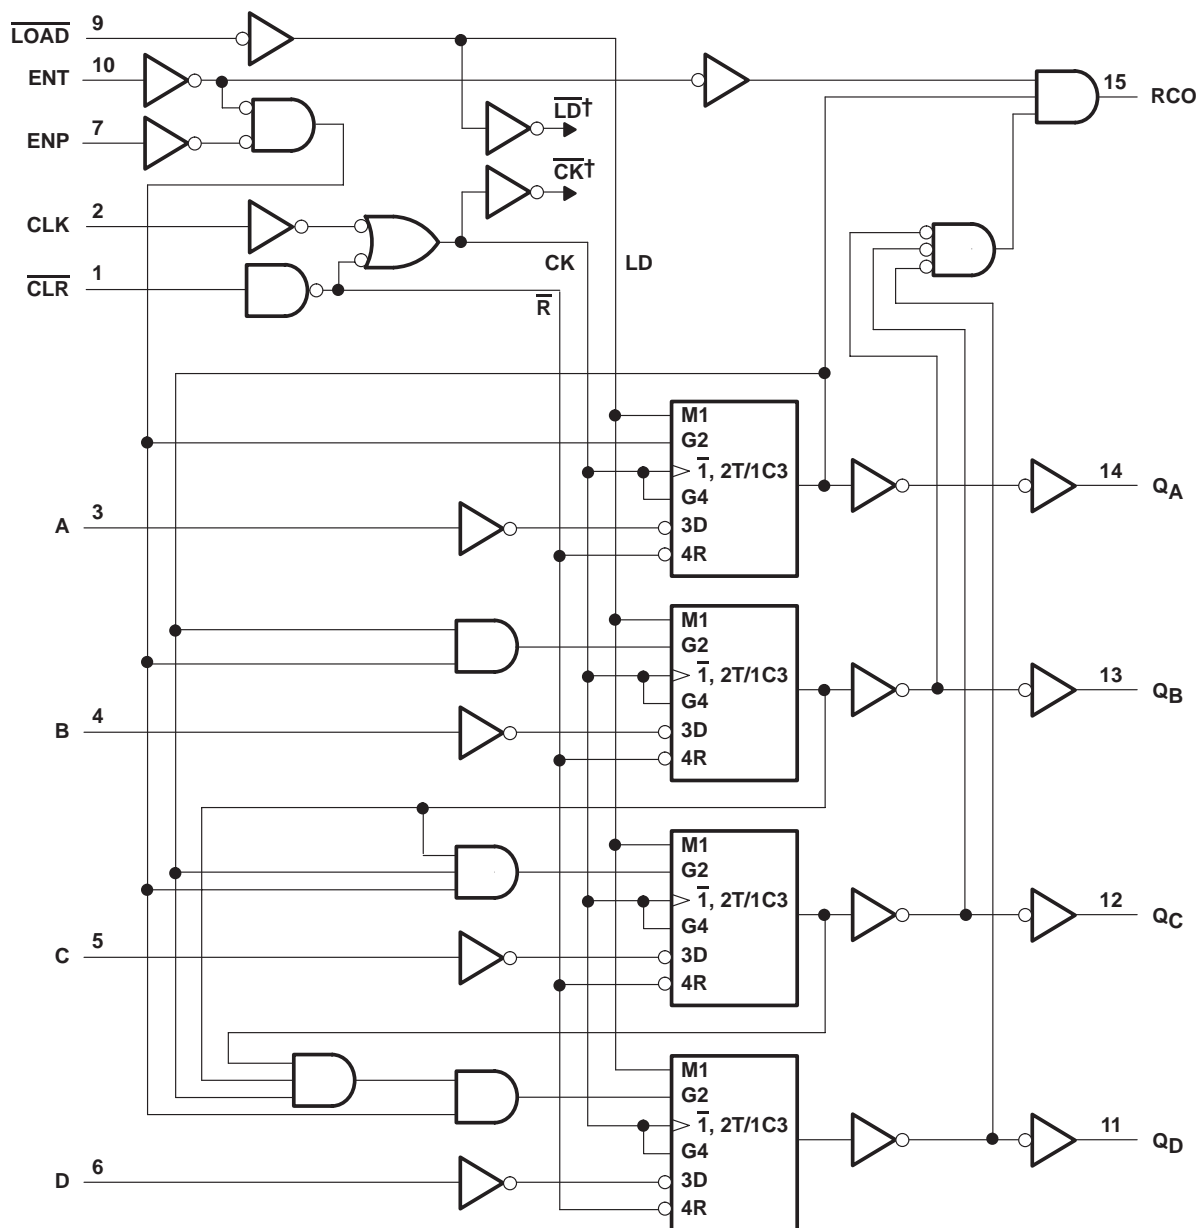 LOAD 9
ENT 10
ENP 7
CLK 2
CLR 1
15 RCO
LD†
CK†
CK LD
R
M1
G2
1, 2T/1C3
G4
3D
4R
A 3
14 QA
M1
G2
1, 2T/1C3
G4
3D
4R
B 4
13 QB
M1
G2
1, 2T/1C3
G4
3D
4R
C 5
12 QC
M1
G2
1, 2T/1C3
G4
3D
4R
D 6
11 QD